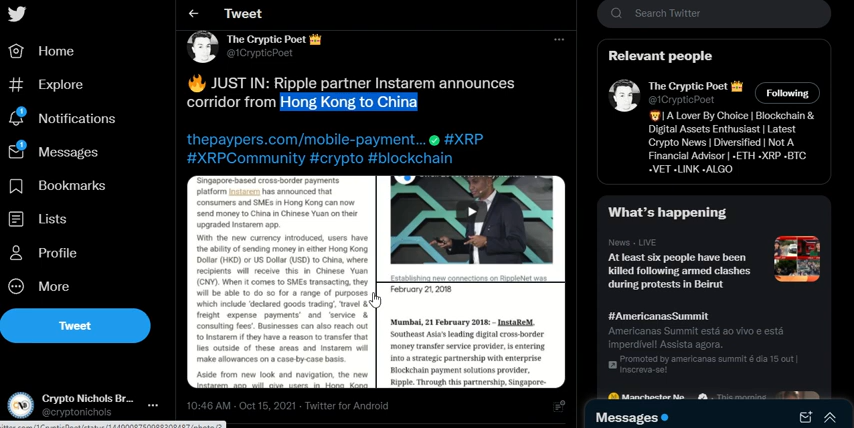 Home
Explore
1
Notifications
1
Messages
Bookmarks
Lists
Profile
More
Tweet
Crypto Nichols Br...
@cryptonichols
Tweet
The Cryptic Poet
@1CrypticPoet
JUST IN: Ripple partner Instarem announces
corridor from Hong Kong to China
thepaypers.com/mobile-payment... #XRP
#XRPCommunity #crypto #blockchain
Singapore-based cross-border payments
platform Instarem has announced that
consumers and SMEs in Hong Kong can now
send money to China in Chinese Yuan on their
upgraded Instarem app.
With the new currency introduced, users have
the ability of sending money in either Hong Kong
Dollar (HKD) or US Dollar (USD) to China, where
recipients will receive this in Chinese Yuan
(CNY). When it comes to SMEs transacting, they
will be able to do so for a range of purposes
which include 'declared goods trading', 'travel &
freight expense payments' and 'service &
consulting fees'. Businesses can also reach out
to Instarem if they have a reason to transfer that
lies outside of these areas and Instarem will
make allowances on a case-by-case basis.
Aside from new look and navigation, the new
Instarem app will give users in Hong Kong
Establishing new connections on RippleNet was
February 21, 2018
Mumbai, 21 February 2018: – InstaReM,
Southeast Asia's leading digital cross-border
money transfer service provider, is entering
into a strategic partnership with enterprise
Blockchain payment solutions provider,
Ripple. Through this partnership, Singapore-
10:46 AM · Oct 15, 2021 · Twitter for Android
Search Twitter
Relevant people
The Cryptic Poet
@1CrypticPoet
Following
| A Lover By Choice | Blockchain &
Digital Assets Enthusiast | Latest
Crypto News | Diversified | Not A
Financial Advisor | •ETH •XRP •BTC
•VET •LINK •ALGO
What's happening
News · LIVE
At least six people have been
killed following armed clashes
during protests in Beirut
#AmericanasSummit
Americanas Summit está ao vivo e está
imperdível! Assista agora.
Promoted by americanas summit é dia 15 out |
Inscreva-se!
Manchester Ne
This morning
Messages